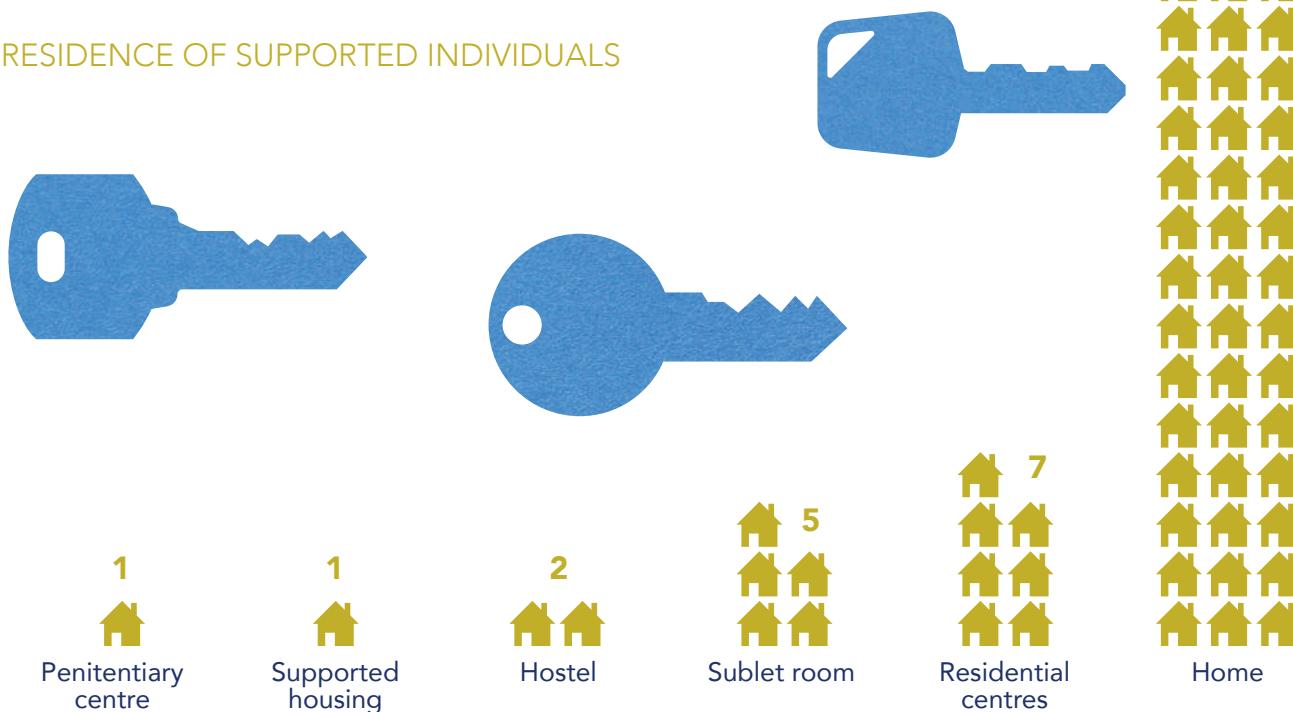 RESIDENCE OF SUPPORTED INDIVIDUALS
7
5
1
1
2
Penitentiary
centre
Supported
housing
Hostel
Sublet room
Residential
centres
Home